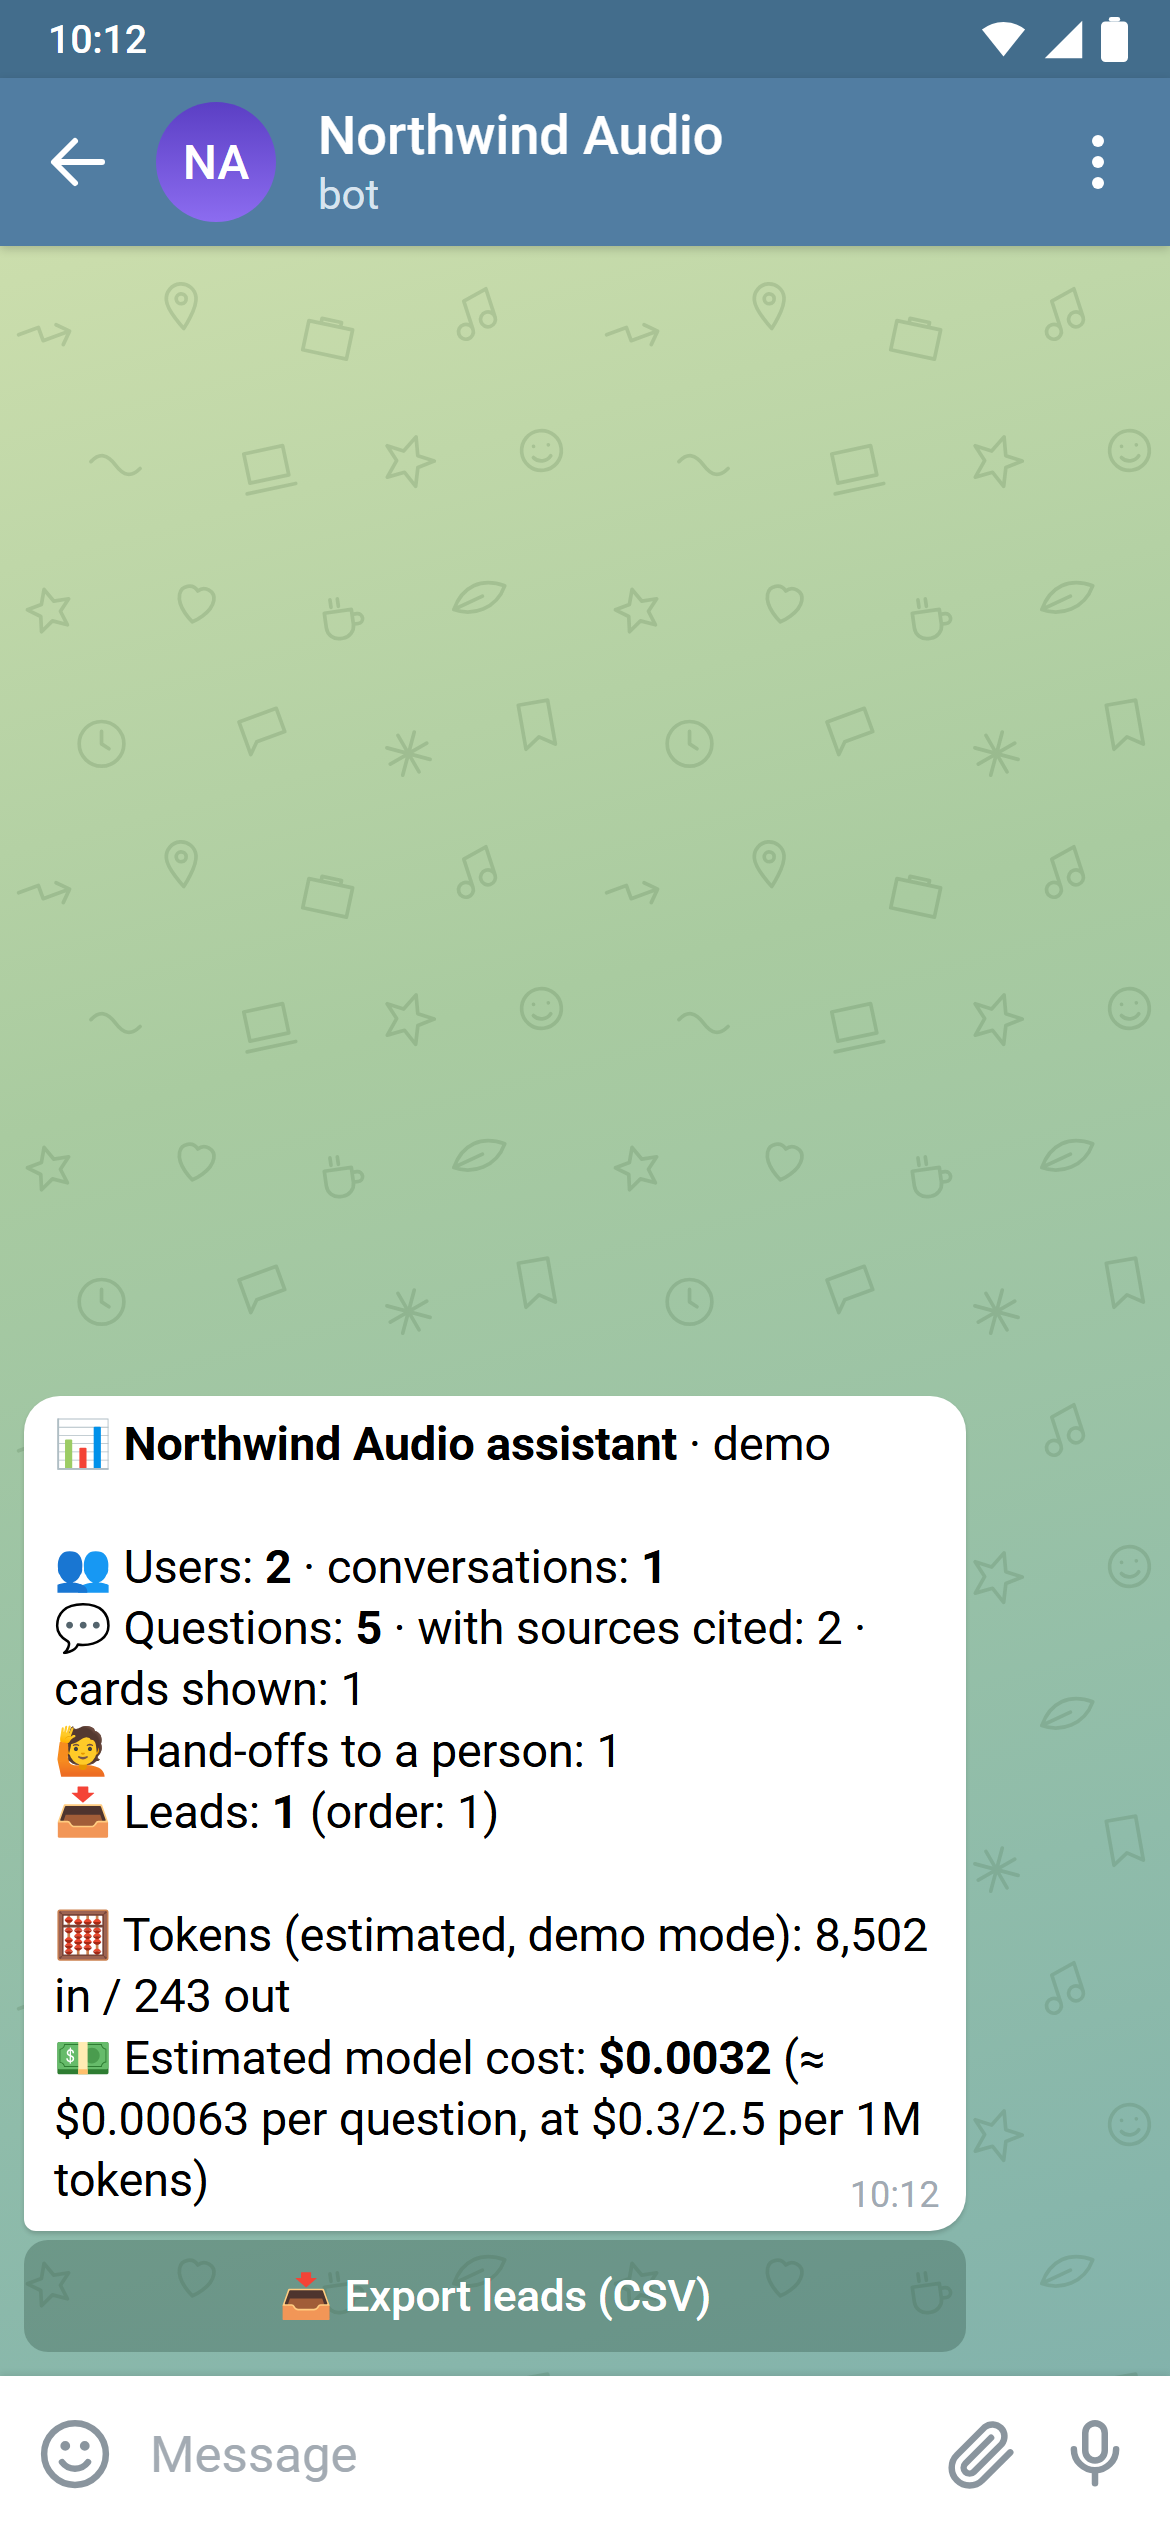 10:12
NA
Northwind Audio
bot
📊 Northwind Audio assistant · demo
👥 Users: 2 · conversations: 1
💬 Questions: 5 · with sources cited: 2 ·
cards shown: 1
🙋 Hand-offs to a person: 1
📥 Leads: 1 (order: 1)
🧮 Tokens (estimated, demo mode): 8,502
in / 243 out
💵 Estimated model cost: $0.0032 (≈
$0.00063 per question, at $0.3/2.5 per 1M
tokens)
10:12
📥 Export leads (CSV)
Message